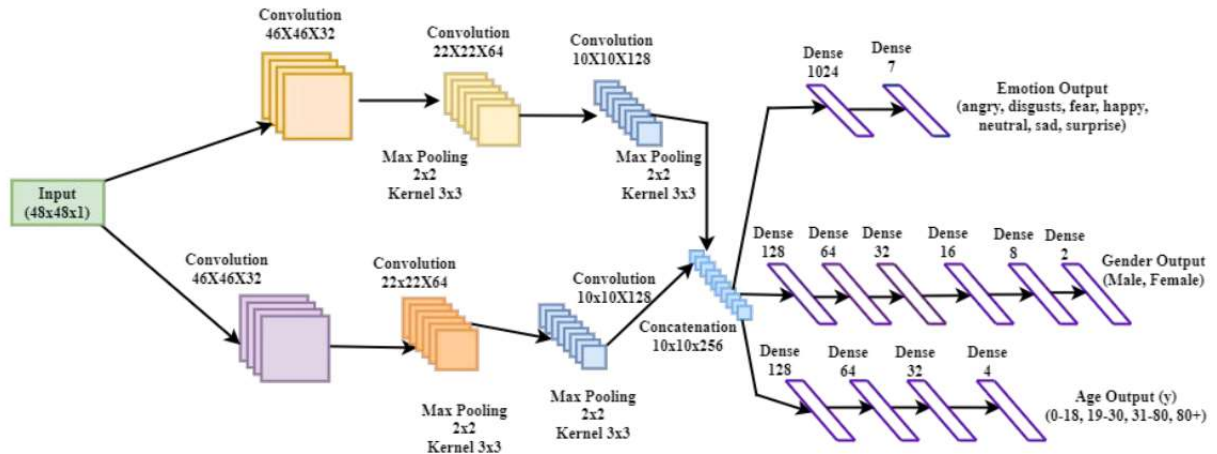 Convolution
46X46X32
Convolution
22X22X64
Convolution
10X10X128
Max Pooling
2x2
Kernel 3x3
Max Pooling
2x2
Kernel 3x3
Input
(48x48x1)
Convolution
46X46X32
Convolution
22x22X64
Convolution
10x10X128
Max Pooling
2x2
Kernel 3x3
Max Pooling
2x2
Kernel 3x3
Concatenation
10x10x256
Dense
1024
Dense
7
Emotion Output
(angry, disgusts, fear, happy,
neutral, sad, surprise)
Dense
128
Dense
64
Dense
32
Dense
16
Dense
8
Dense
2
Gender Output
(Male, Female)
Dense
128
Dense
64
Dense
32
Dense
4
Age Output (y)
(0-18, 19-30, 31-80, 80+)